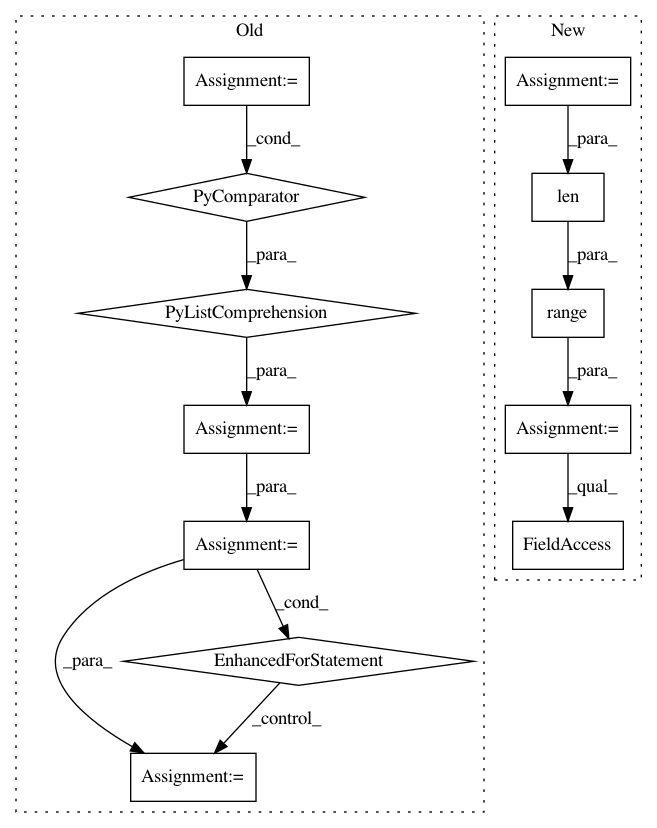 Old
New
Assignment:=
Assignment:=
_cond_
_para_
PyComparator
len
_para_
_para_
PyListComprehension
range
_para_
_para_
Assignment:=
Assignment:=
_para_
_qual_
Assignment:=
FieldAccess
_cond_
_para_
EnhancedForStatement
_control_
Assignment:=